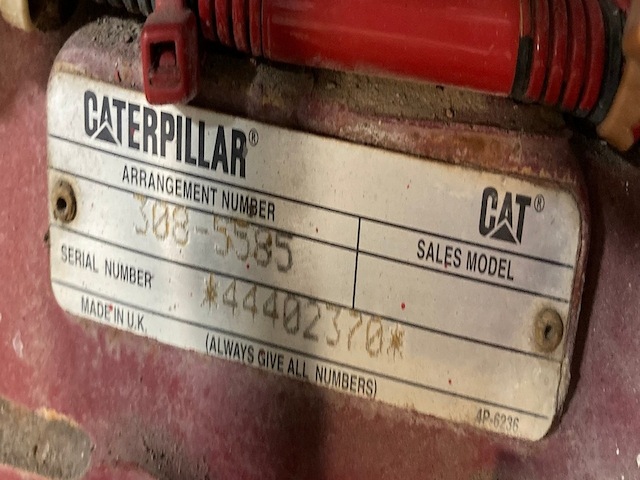 CATERPILLAR®
CAT®
ARRANGEMENT NUMBER
308-5585
SALES MODEL
SERIAL NUMBER
*44402370*
MADE IN U.K.
(ALWAYS GIVE ALL NUMBERS)
4P-6236